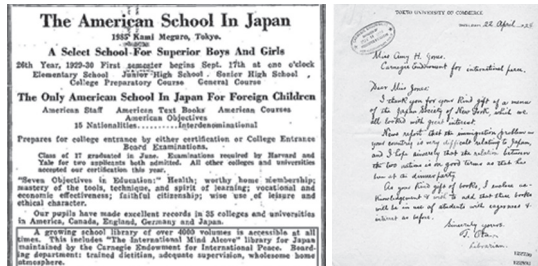 The American School In Japan
1985 Kami Meguro, Tokyo.
A Select School For Superior Boys And Girls
26th Year, 1929-30 First semester begins Sept. 17th at one o'clock
Elementary School Junior High School Senior High School
College Preparatory Course General Course
The Only American School In Japan For Foreign Children
American Staff American Text Books American Courses
American Objectives
15 Nationalities..........Interdenominational
Prepares for college entrance by either certification or College Entrance
Board Examinations.
Class of 17 graduated in June. Examinations required by Harvard and
Yale for two applicants both admitted. All other colleges and universities
accepted our certification this year.
"Seven Objectives in Education:" Health; worthy home membership;
mastery of the tools, technique, and spirit of learning; vocational and
economic effectiveness; faithful citizenship; wise use of leisure and
ethical character.
Our pupils have made excellent records in 35 colleges and universities
in America, Canada, England, Germany and Japan.
A growing school library of over 4000 volumes is accessible at all
times. This includes "The International Mind Alcove" library for Japan
maintained by the Carnegie Endowment for International Peace. Board-
ing department: trained dietitian, adequate supervision, wholesome home
atmosphere.
TOKYO UNIVERSITY OF COMMERCE
22 April
Miss Amy H. Jones
Carnegie Endowment for international peace.
Dear Miss Jones:
I thank you for your kind gift of
the Japan Society of New York, which we
all looked with great interest.
News report that the immigration problem in
your country is very difficult relating to Japan,
and I hope sincerely that the relation between
the two nations is on good terms as that has
been at the present
As your kind gift of books, I enclose ac-
knowledgement and to add that these books
will be in use of students with eagerness &
interest as before.
Sincerely yours,
Librarian.